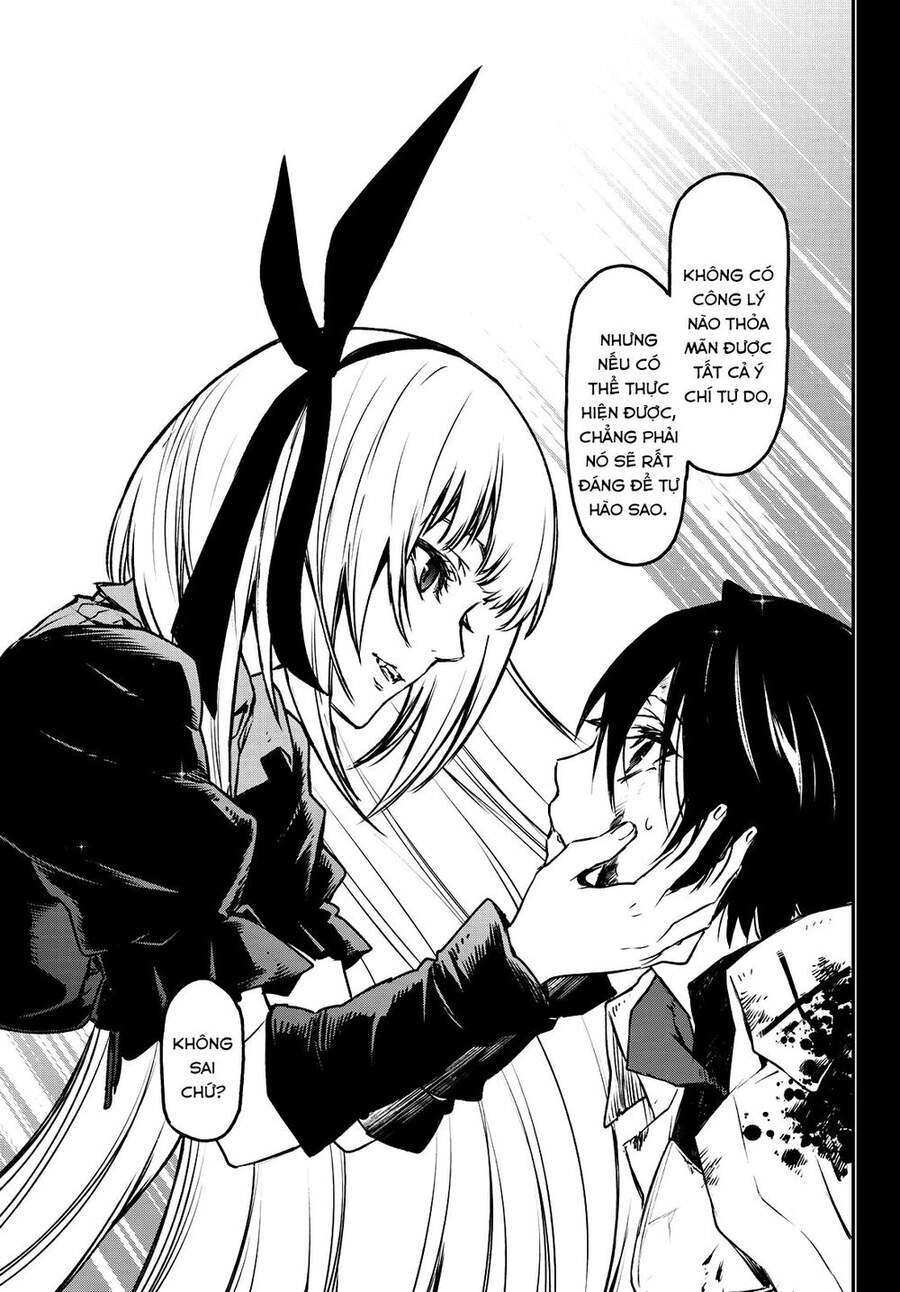 KHÔNG CÓ
CÔNG LÝ
NÀO THỎA
MÃN ĐƯỢC
TẤT CẢ Ý
CHÍ TỰ DO,
NHƯNG
NẾU CÓ
THỂ THỰC
HIỆN ĐƯỢC,
CHẲNG PHẢI
NÓ SẼ RẤT
ĐÁNG ĐỂ TỰ
HÀO SAO.
KHÔNG
SAI
CHỨ?